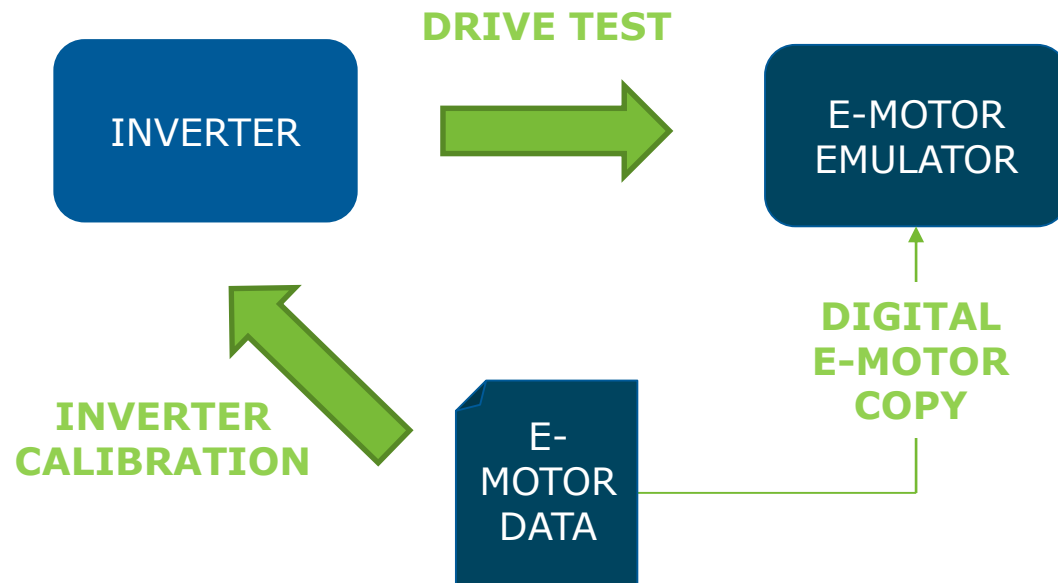 DRIVE TEST
INVERTER
E-MOTOR
EMULATOR
DIGITAL
E-MOTOR
COPY
INVERTER
CALIBRATION
E-
MOTOR
DATA